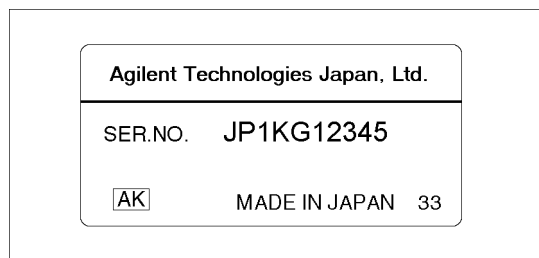 Agilent Technologies Japan, Ltd.
SER.NO. JP1KG12345
AK MADE IN JAPAN 33